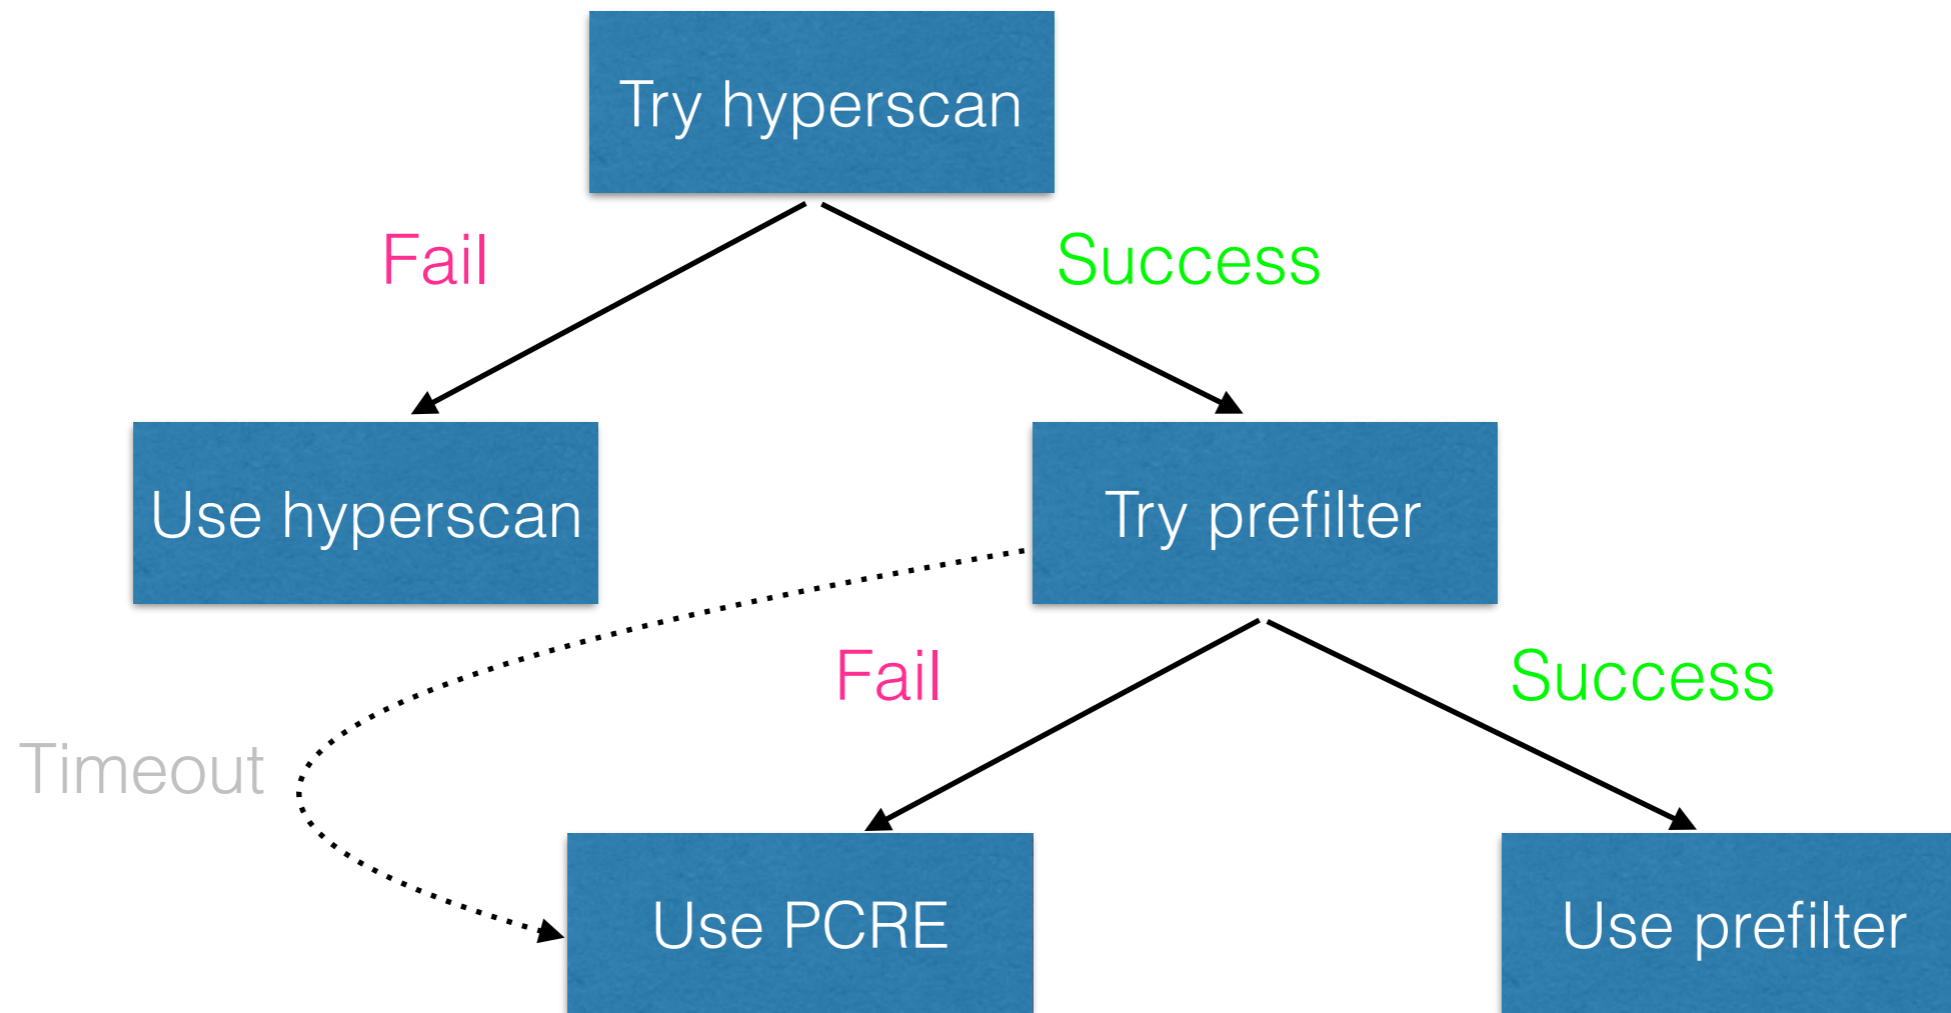 Try hyperscan
Fail
Success
Use hyperscan
Try prefilter
Fail
Success
Timeout
Use PCRE
Use prefilter